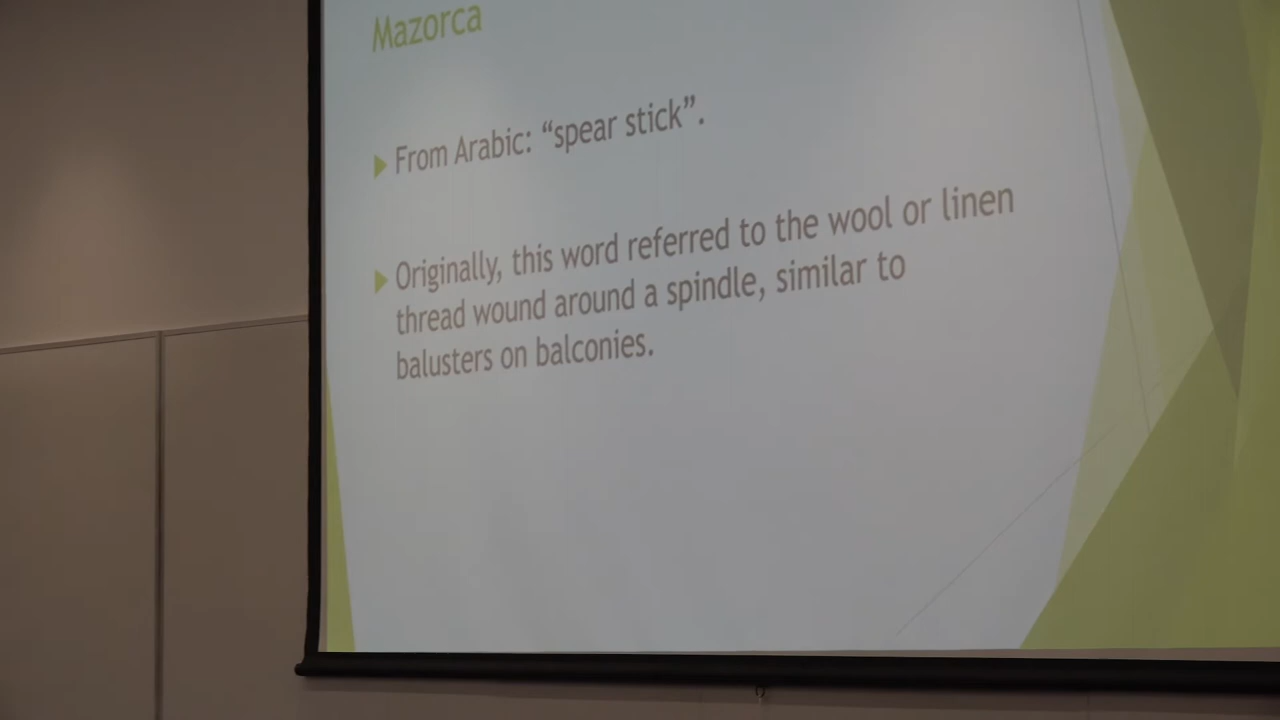 Mazorca
From Arabic: “spear stick”.
Originally, this word referred to the wool or linen
thread wound around a spindle, similar to
balusters on balconies.